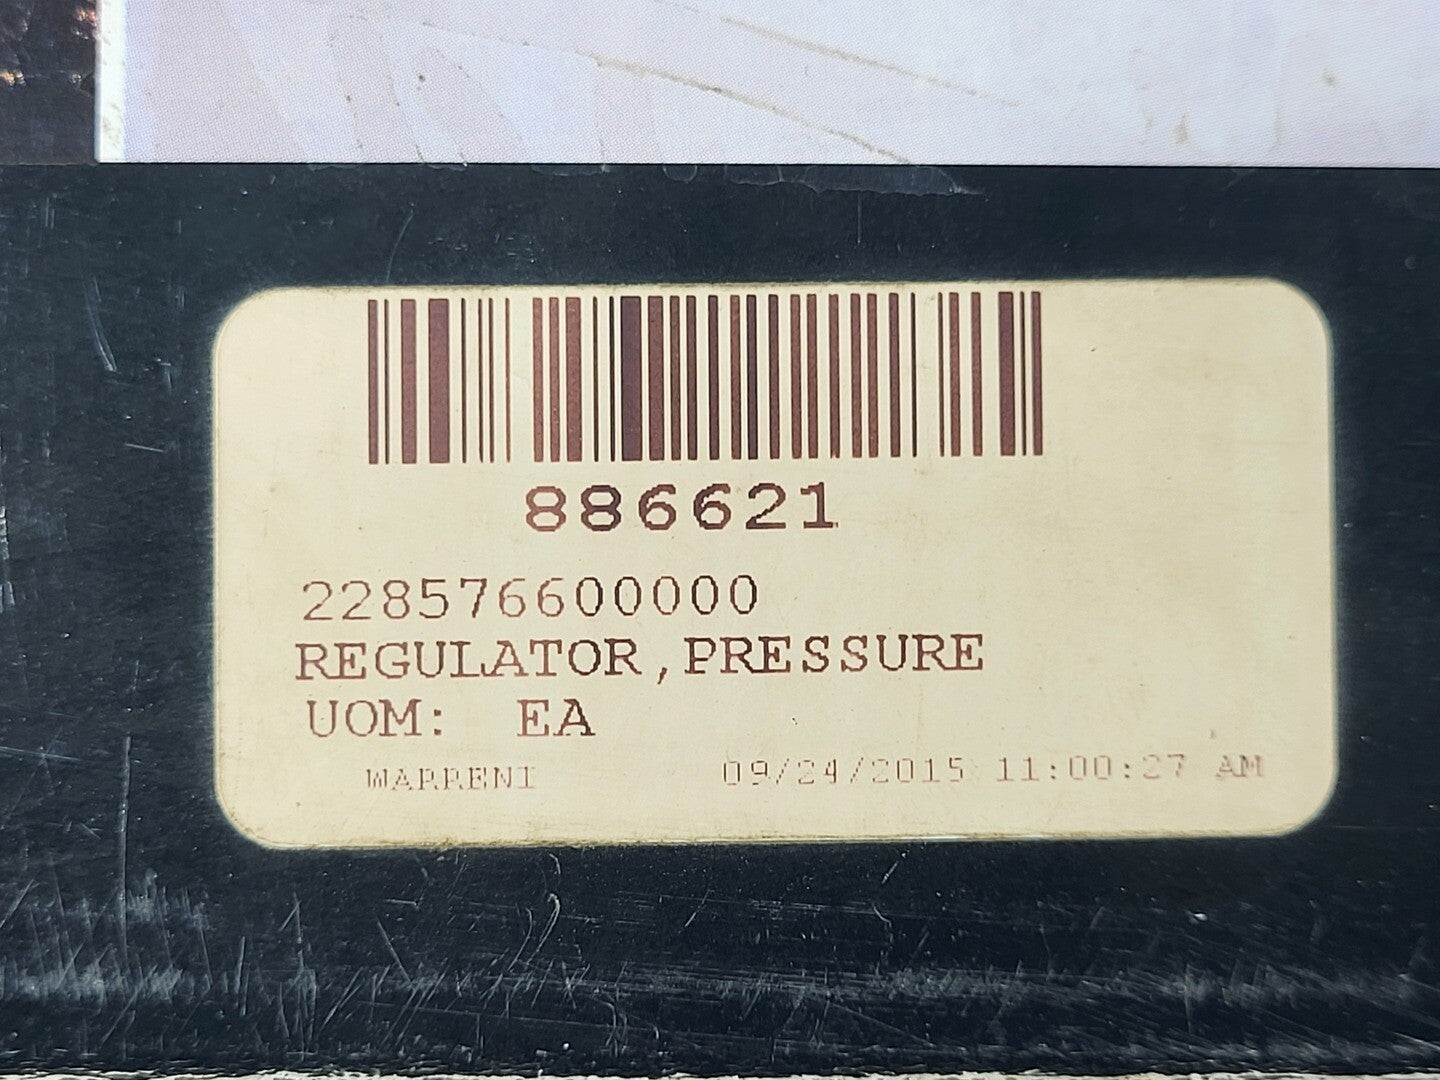 886621
228576600000
REGULATOR,PRESSURE
UOM: EA
WARRENI 09/24/2015 11:00:27 AM